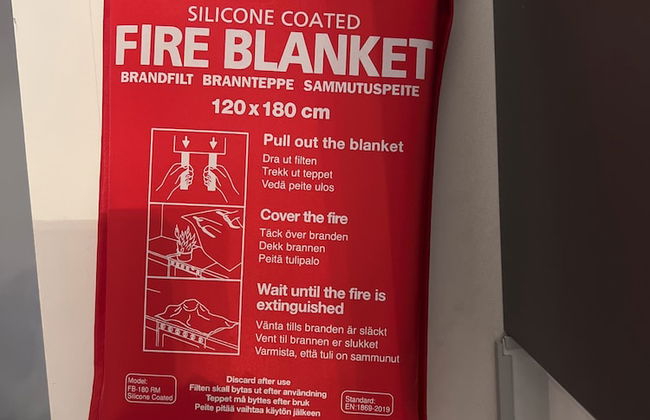 SILICONE COATED
FIRE BLANKET
BRANDFILT BRANNTEPPE SAMMUTUSPEITE
120 x 180 cm
Pull out the blanket
Dra ut filten
Trekk ut teppet
Vedä peite ulos
Cover the fire
Täck över branden
Dekk brannen
Peitä tulipalo
Wait until the fire is
extinguished
Vänta tills branden är släckt
Vent til brannen er slukket
Varmista, että tuli on sammunut
Model:
FB-180 RM
Silicone Coated
Discard after use
Filten skall bytas ut efter användning
Teppet må byttes efter bruk
Peite pitää vaihtaa käytön jälkeen
Standard:
EN:1869-2019